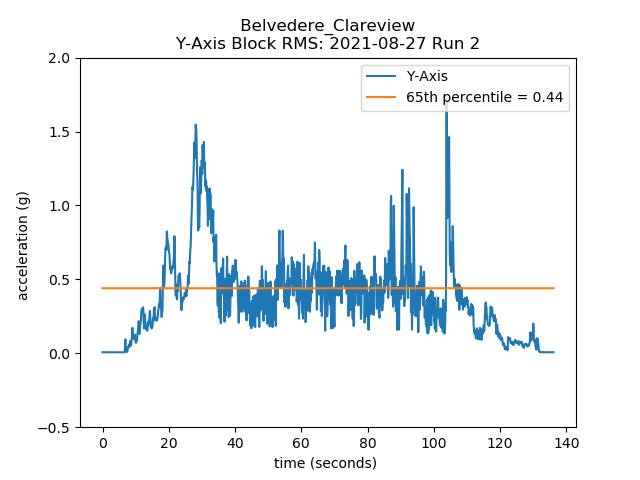 Belvedere_Clareview
Y-Axis Block RMS: 2021-08-27 Run 2
Y-Axis
65th percentile = 0.44
2.0
1.5
1.0
0.5
0.0
−0.5
acceleration (g)
0 20 40 60 80 100 120 140
time (seconds)